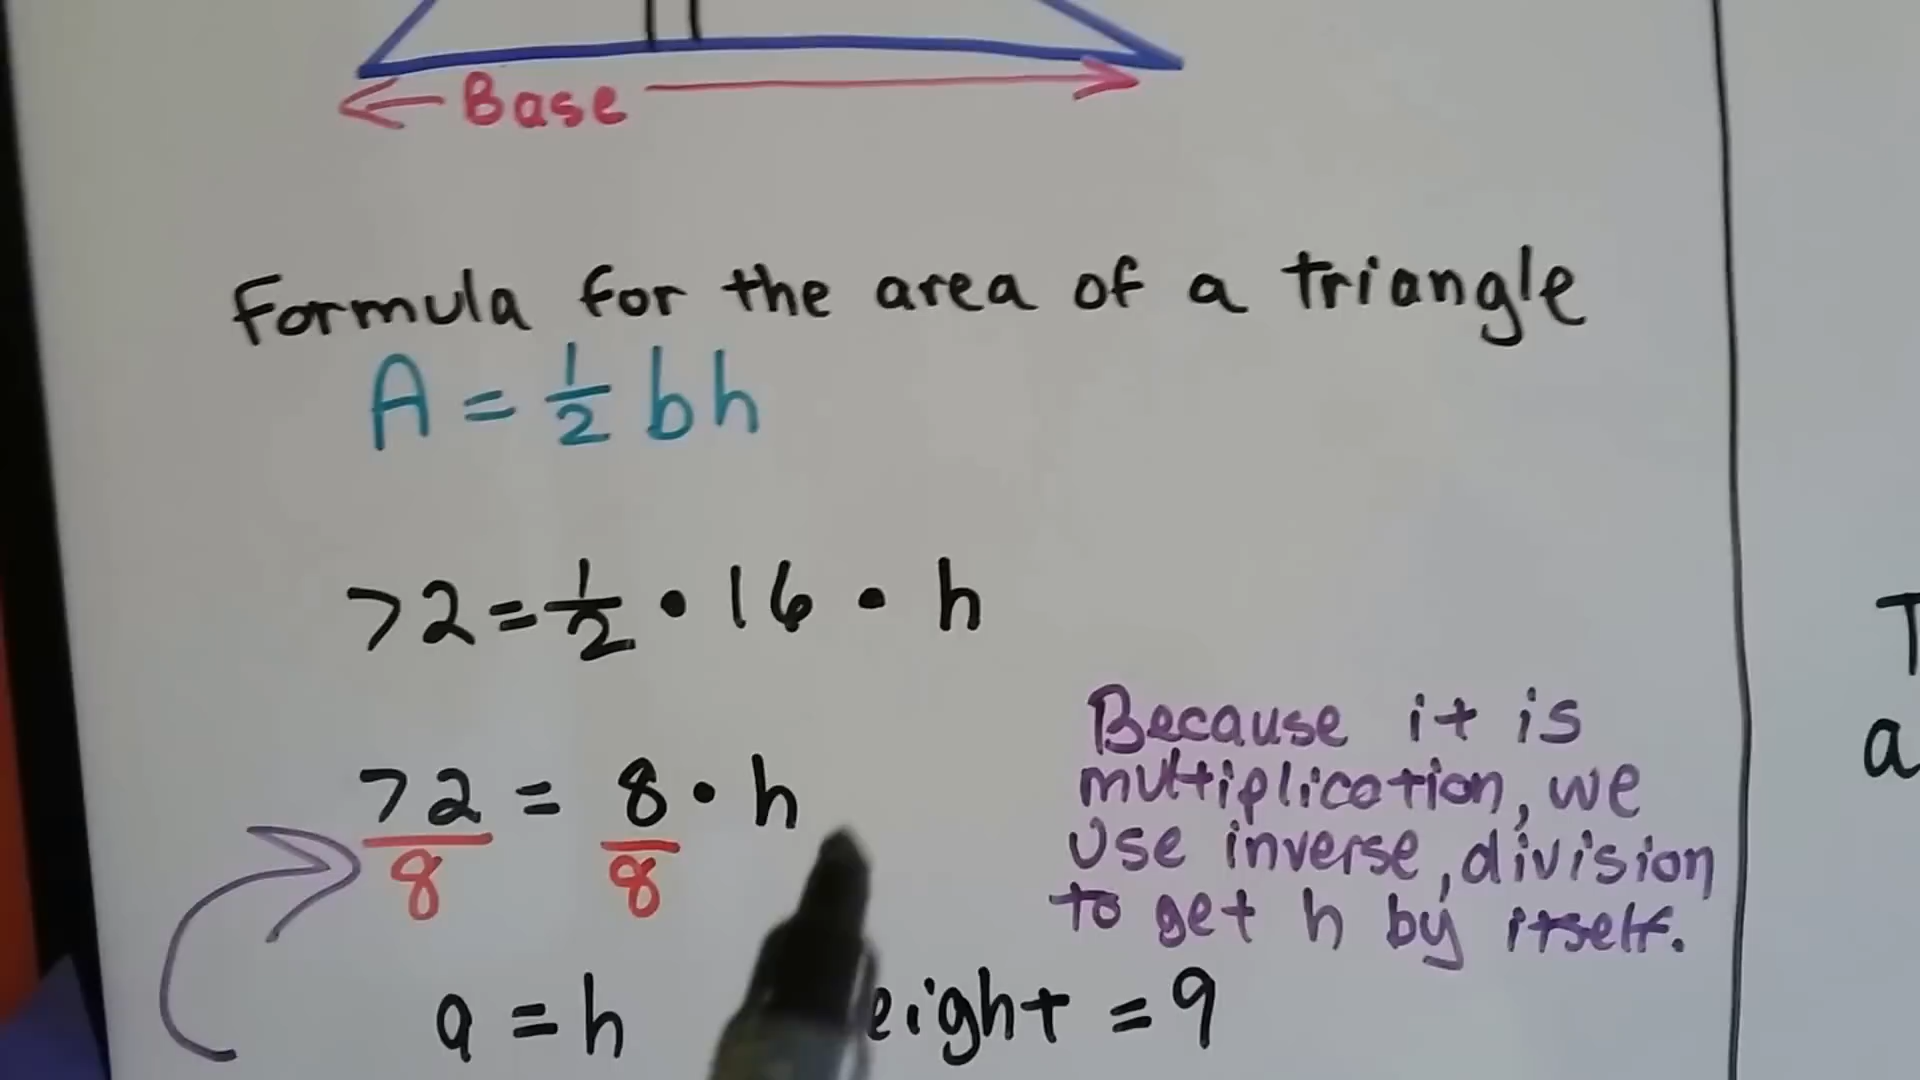 Base
Formula for the area of a triangle
A = 1/2 bh
72 = 1/2 • 16 • h
72/8 = 8/8 • h
Because it is
multiplication, we
use inverse, division
to get h by itself.
9 = h eight = 9
T
a